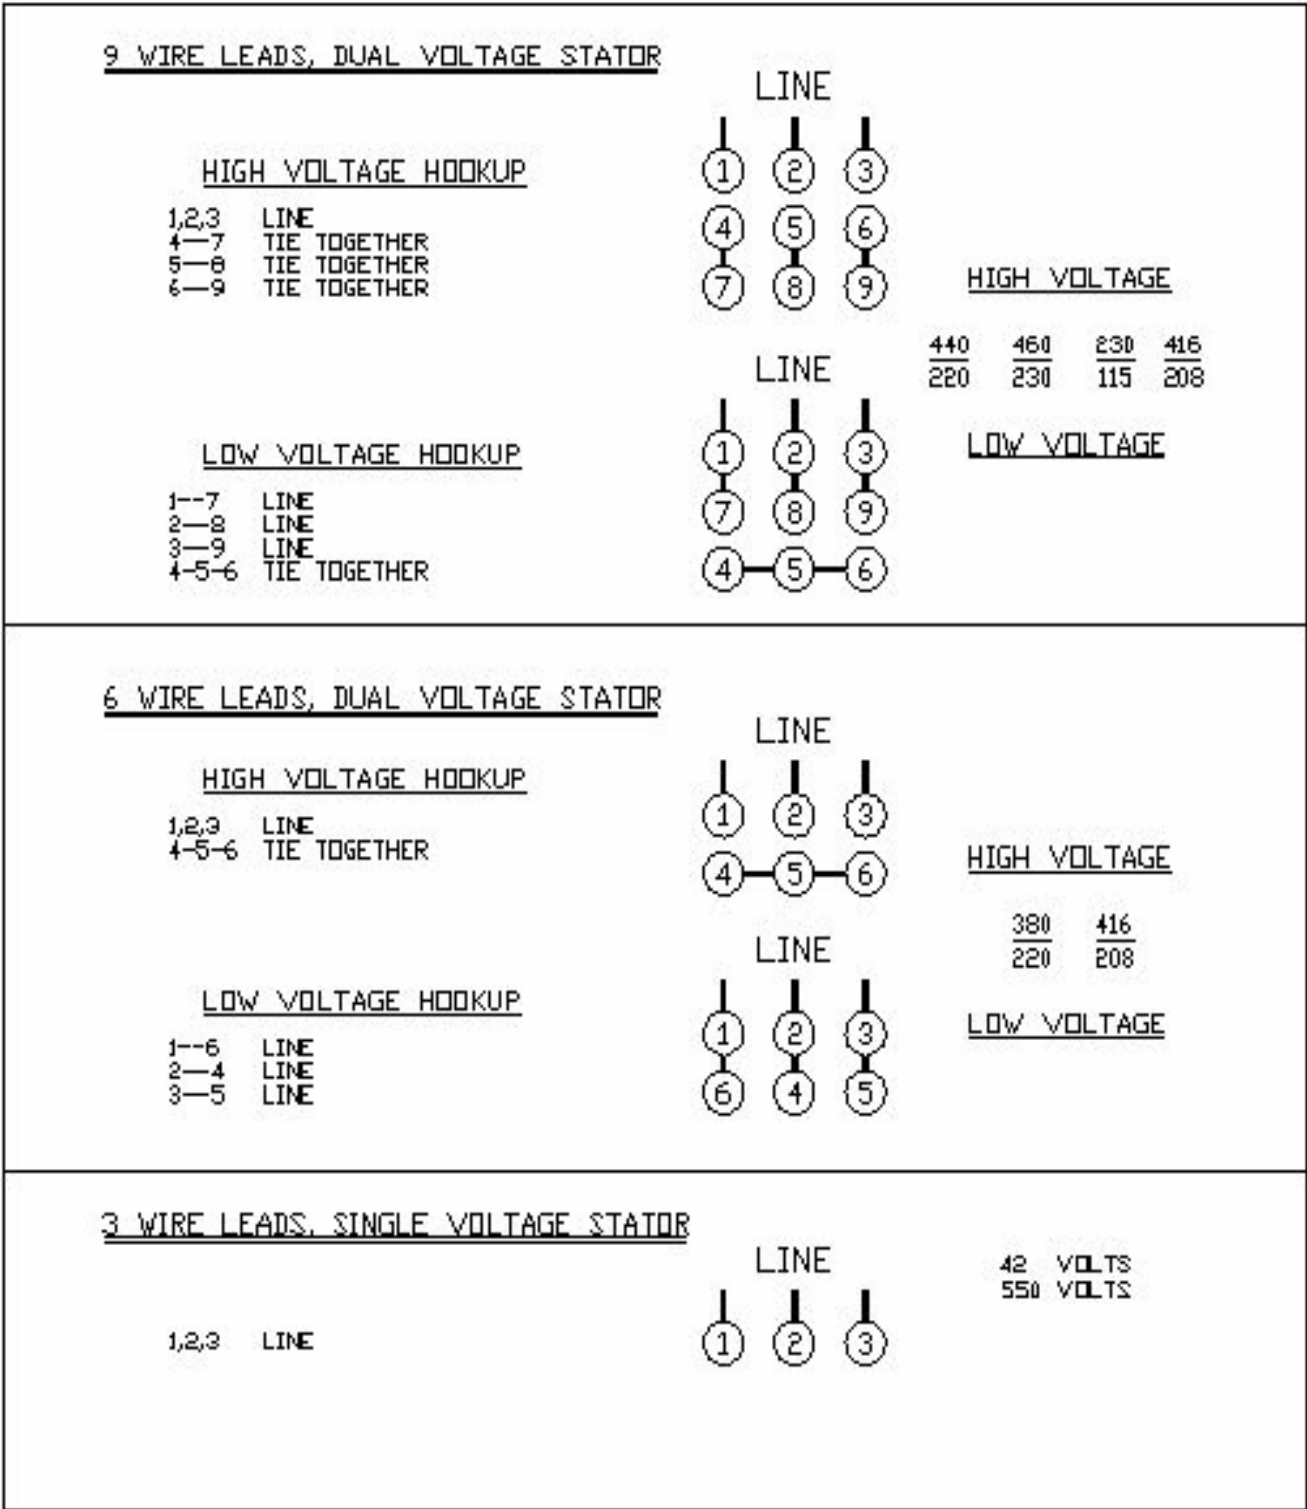 9 WIRE LEADS, DUAL VOLTAGE STATOR
LINE
HIGH VOLTAGE HOOKUP
1 2 3
1,2,3 LINE
4--7 TIE TOGETHER
5--8 TIE TOGETHER
6--9 TIE TOGETHER
4 5 6
7 8 9
HIGH VOLTAGE
440 460 230 416
220 230 115 208
LOW VOLTAGE
LINE
LOW VOLTAGE HOOKUP
1 2 3
1--7 LINE
2--8 LINE
3--9 LINE
4-5-6 TIE TOGETHER
7 8 9
4 5 6
6 WIRE LEADS, DUAL VOLTAGE STATOR
LINE
HIGH VOLTAGE HOOKUP
1 2 3
1,2,3 LINE
4-5-6 TIE TOGETHER
4 5 6
HIGH VOLTAGE
380 416
220 208
LOW VOLTAGE
LINE
LOW VOLTAGE HOOKUP
1 2 3
1--6 LINE
2--4 LINE
3--5 LINE
6 4 5
3 WIRE LEADS, SINGLE VOLTAGE STATOR
LINE
42 VOLTS
550 VOLTS
1,2,3 LINE
1 2 3